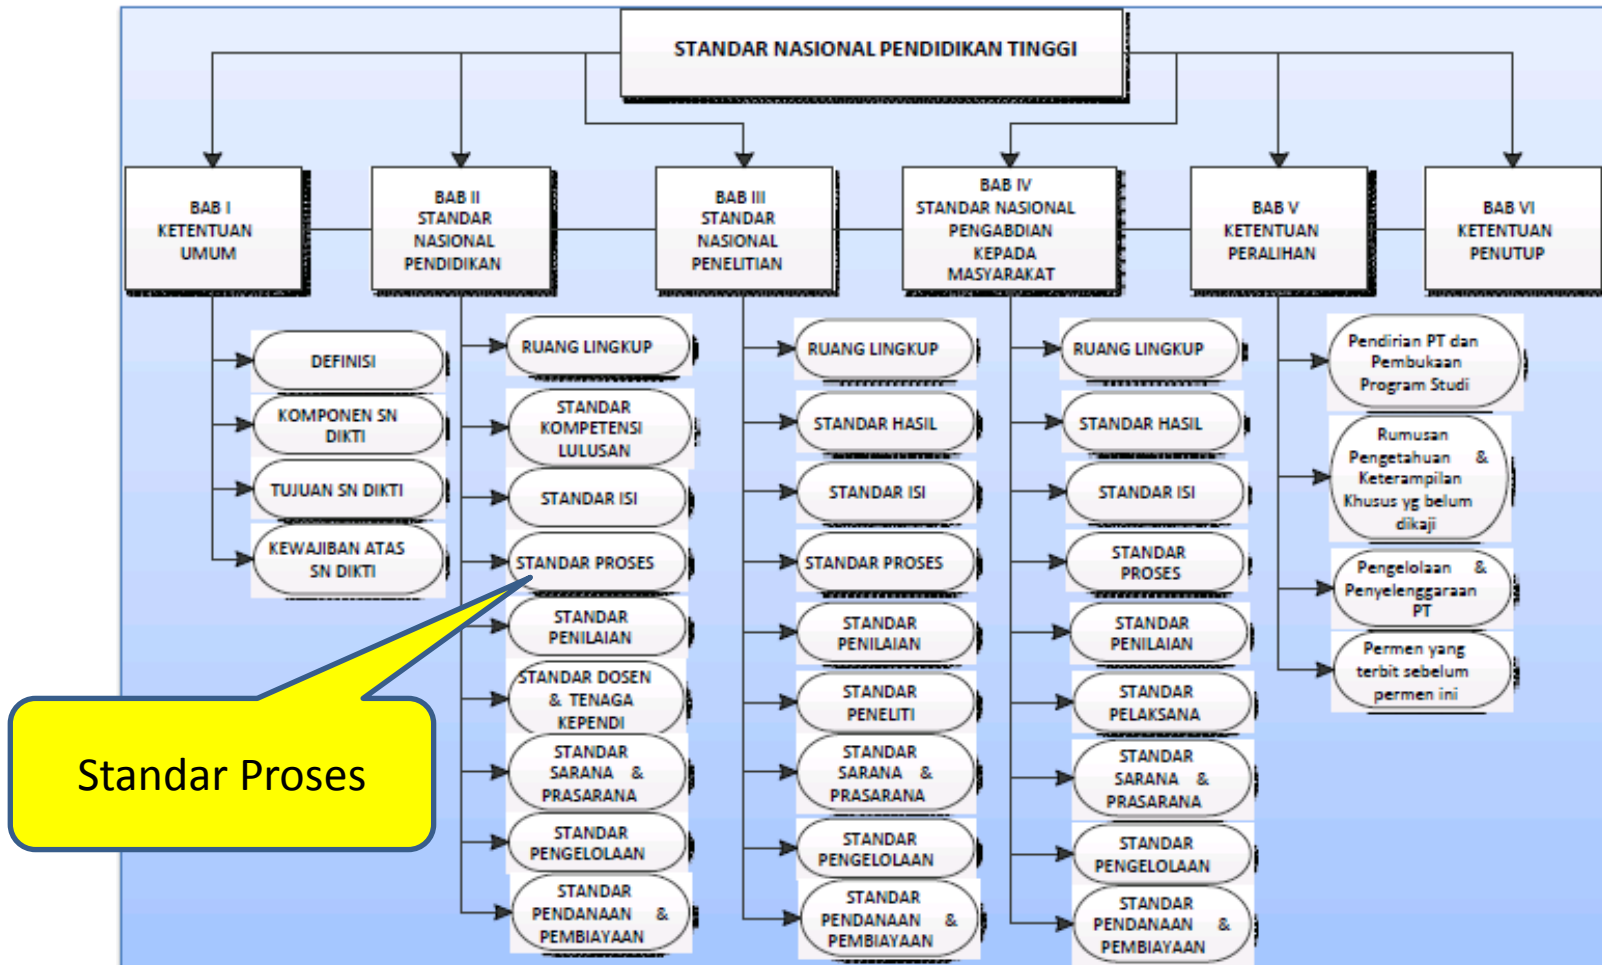 STANDAR NASIONAL PENDIDIKAN TINGGI
BAB I
KETENTUAN
UMUM
BAB II
STANDAR
NASIONAL
PENDIDIKAN
BAB III
STANDAR
NASIONAL
PENELITIAN
BAB IV
STANDAR NASIONAL
PENGABDIAN
KEPADA
MASYARAKAT
BAB V
KETENTUAN
PERALIHAN
BAB VI
KETENTUAN
PENUTUP
DEFINISI
KOMPONEN SN
DIKTI
TUJUAN SN DIKTI
KEWAJIBAN ATAS
SN DIKTI
RUANG LINGKUP
STANDAR
KOMPETENSI
LULUSAN
STANDAR ISI
STANDAR PROSES
STANDAR
PENILAIAN
STANDAR DOSEN
& TENAGA
KEPENDI
STANDAR
SARANA &
PRASARANA
STANDAR
PENGELOLAAN
STANDAR
PENDANAAN &
PEMBIAYAAN
RUANG LINGKUP
STANDAR HASIL
STANDAR ISI
STANDAR PROSES
STANDAR
PENILAIAN
STANDAR
PENELITI
STANDAR
SARANA &
PRASARANA
STANDAR
PENGELOLAAN
STANDAR
PENDANAAN &
PEMBIAYAAN
RUANG LINGKUP
STANDAR HASIL
STANDAR ISI
STANDAR
PROSES
STANDAR
PENILAIAN
STANDAR
PELAKSANA
STANDAR
SARANA &
PRASARANA
STANDAR
PENGELOLAAN
STANDAR
PENDANAAN &
PEMBIAYAAN
Pendirian PT dan
Pembukaan
Program Studi
Rumusan
Pengetahuan &
Keterampilan
Khusus yg belum
dikaji
Pengelolaan &
Penyelenggaraan
PT
Permen yang
terbit sebelum
permen ini
Standar Proses